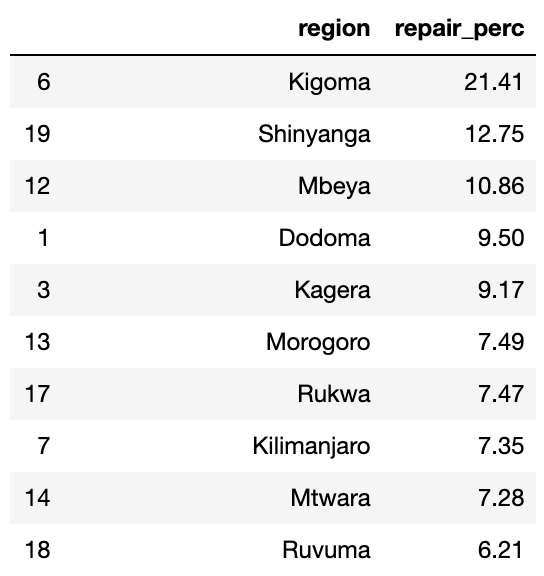 region repair_perc
6 Kigoma 21.41
19 Shinyanga 12.75
12 Mbeya 10.86
1 Dodoma 9.50
3 Kagera 9.17
13 Morogoro 7.49
17 Rukwa 7.47
7 Kilimanjaro 7.35
14 Mtwara 7.28
18 Ruvuma 6.21